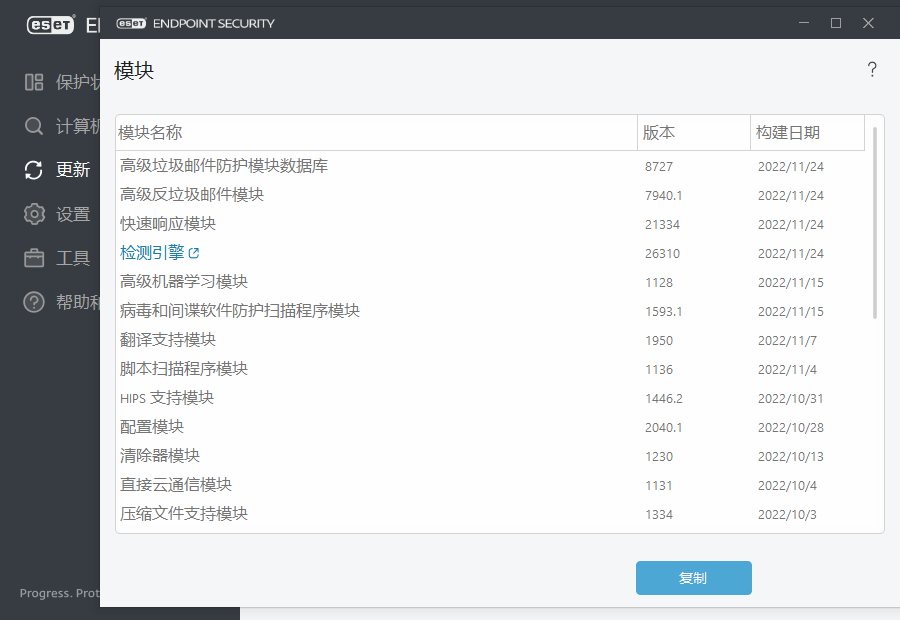 eset
eset ENDPOINT SECURITY
模块
?
保护状
计算机
更新
设置
工具
帮助和
模块名称 版本 构建日期
高级垃圾邮件防护模块数据库 8727 2022/11/24
高级反垃圾邮件模块 7940.1 2022/11/24
快速响应模块 21334 2022/11/24
检测引擎 26310 2022/11/24
高级机器学习模块 1128 2022/11/15
病毒和间谍软件防护扫描程序模块 1593.1 2022/11/15
翻译支持模块 1950 2022/11/7
脚本扫描程序模块 1136 2022/11/4
HIPS 支持模块 1446.2 2022/10/31
配置模块 2040.1 2022/10/28
清除器模块 1230 2022/10/13
直接云通信模块 1131 2022/10/4
压缩文件支持模块 1334 2022/10/3
复制
Progress. Prot